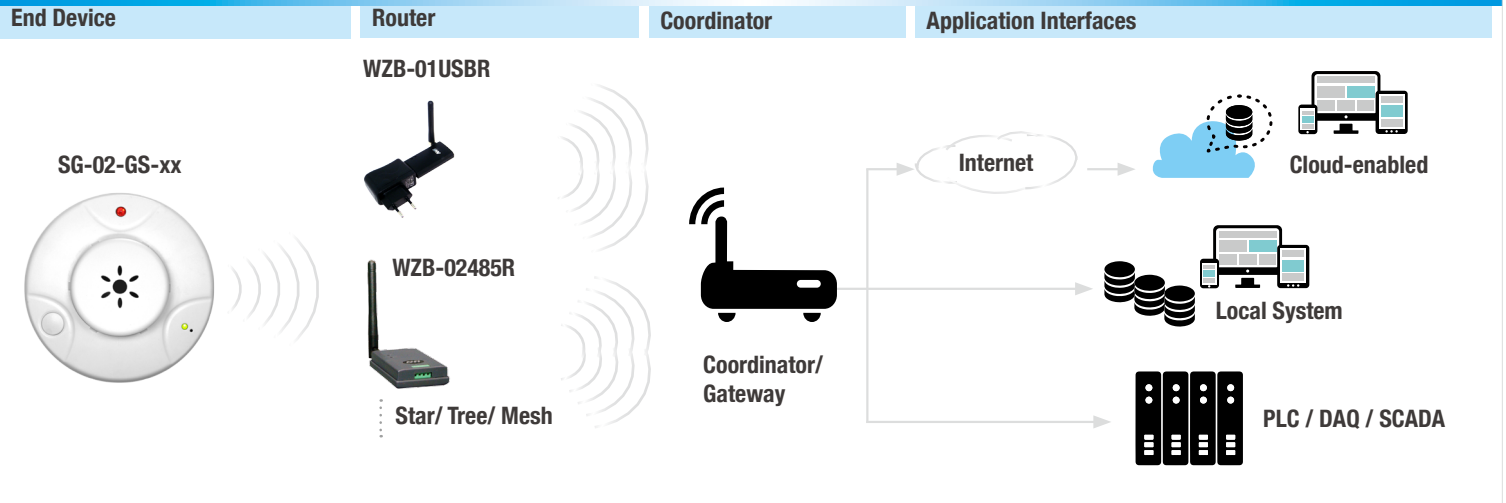 End Device
Router
Coordinator
Application Interfaces
WZB-01USBR
SG-02-GS-xx
Internet
Cloud-enabled
WZB-02485R
Local System
Coordinator/
Gateway
Star/ Tree/ Mesh
PLC / DAQ / SCADA